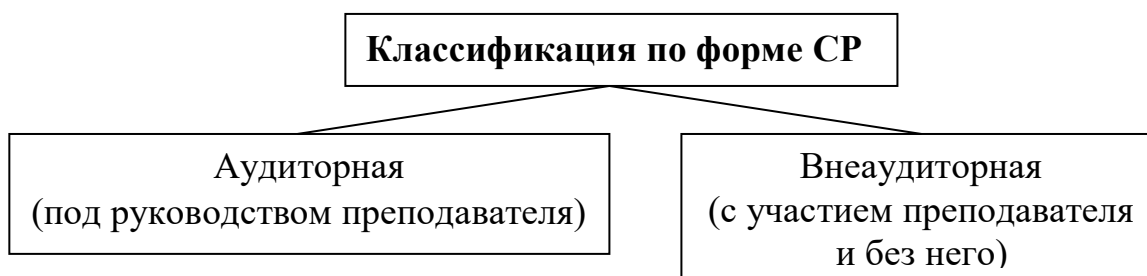 Классификация по форме СР
Аудиторная
(под руководством преподавателя)
Внеаудиторная
(с участием преподавателя
и без него)